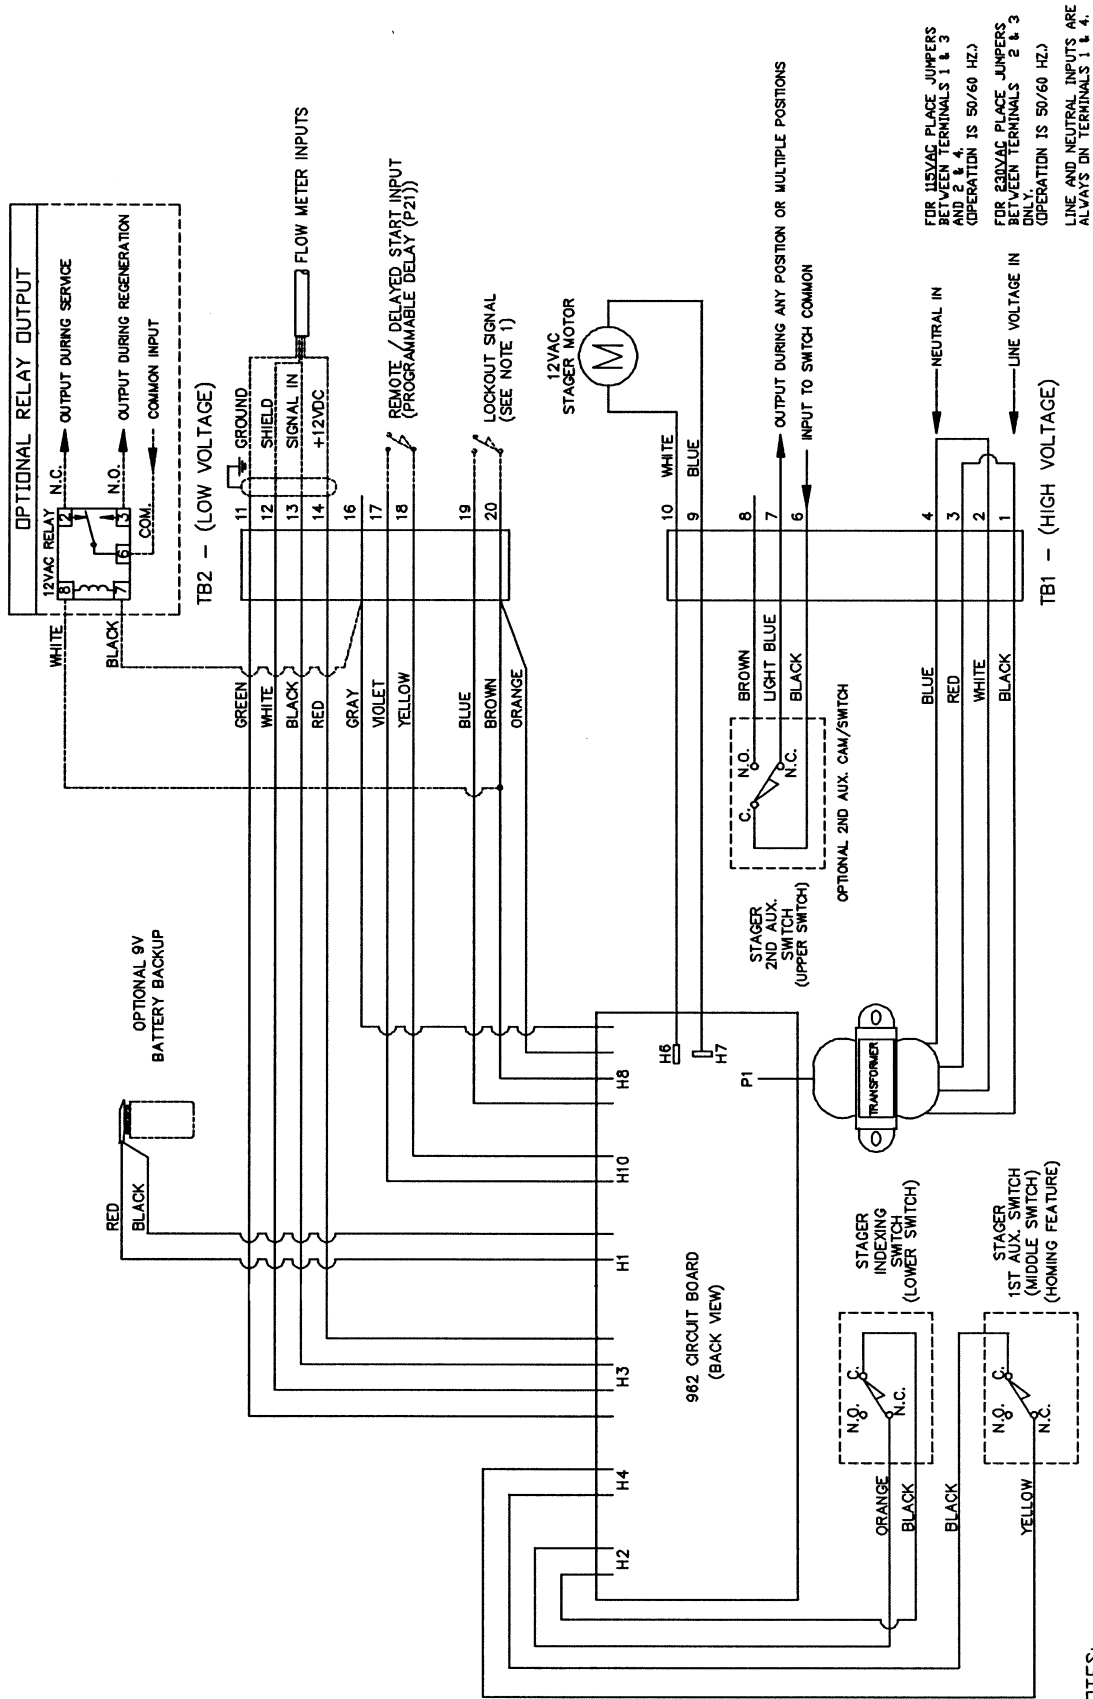 OPTIONAL RELAY OUTPUT
12VAC RELAY
8
2
7
6
3
N.C.
N.O.
COM.
OUTPUT DURING SERVICE
OUTPUT DURING REGENERATION
COMMON INPUT
WHITE
BLACK
TB2 - (LOW VOLTAGE)
OPTIONAL 9V
BATTERY BACKUP
RED
BLACK
GREEN
11
GROUND
WHITE
12
SHIELD
BLACK
13
SIGNAL IN
RED
14
+12VDC
FLOW METER INPUTS
GRAY
16
VIOLET
17
YELLOW
18
REMOTE / DELAYED START INPUT
(PROGRAMMABLE DELAY (P21))
BLUE
19
BROWN
20
ORANGE
LOCKOUT SIGNAL
(SEE NOTE 1)
12VAC
STAGER MOTOR
M
WHITE
10
BLUE
9
H6
H7
P1
H8
H10
H1
H3
H4
H2
962 CIRCUIT BOARD
(BACK VIEW)
STAGER
2ND AUX.
SWITCH
(UPPER SWITCH)
C.
N.O.
N.C.
BROWN
8
LIGHT BLUE
7
BLACK
6
OUTPUT DURING ANY POSITION OR MULTIPLE POSITIONS
INPUT TO SWITCH COMMON
OPTIONAL 2ND AUX. CAM/SWITCH
TRANSFORMER
BLUE
4
RED
3
WHITE
2
BLACK
1
NEUTRAL IN
LINE VOLTAGE IN
TB1 - (HIGH VOLTAGE)
FOR 115VAC PLACE JUMPERS
BETWEEN TERMINALS 1 & 3
AND 2 & 4.
(OPERATION IS 50/60 HZ.)
FOR 230VAC PLACE JUMPERS
BETWEEN TERMINALS 2 & 3
ONLY.
(OPERATION IS 50/60 HZ.)
LINE AND NEUTRAL INPUTS ARE
ALWAYS ON TERMINALS 1 & 4.
STAGER
INDEXING
SWITCH
(LOWER SWITCH)
N.O.
C.
N.C.
ORANGE
BLACK
STAGER
1ST AUX. SWITCH
(MIDDLE SWITCH)
(HOMING FEATURE)
N.O.
C.
N.C.
BLACK
YELLOW